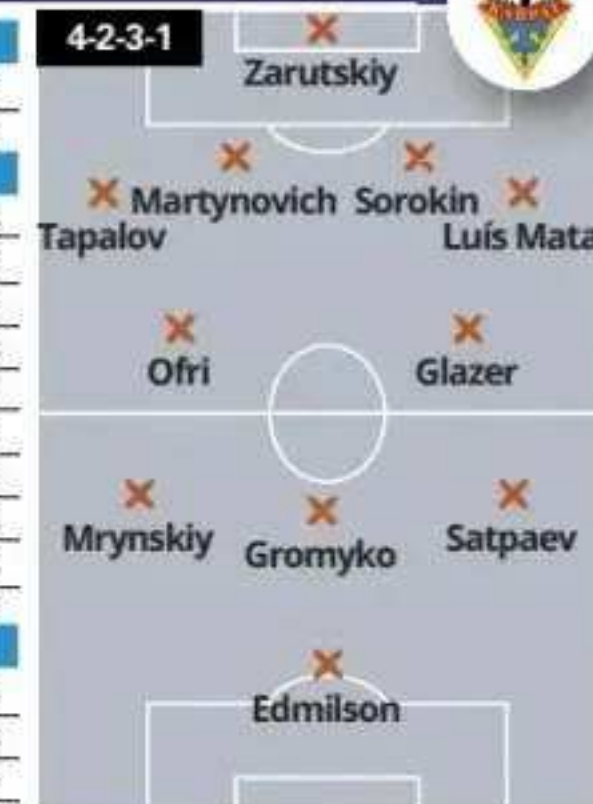 4-2-3-1
Zarutskiy
Martynovich Sorokin
Tapalov Luís Mata
Ofri Glazer
Mrynskiy Gromyko Satpaev
Edmilson